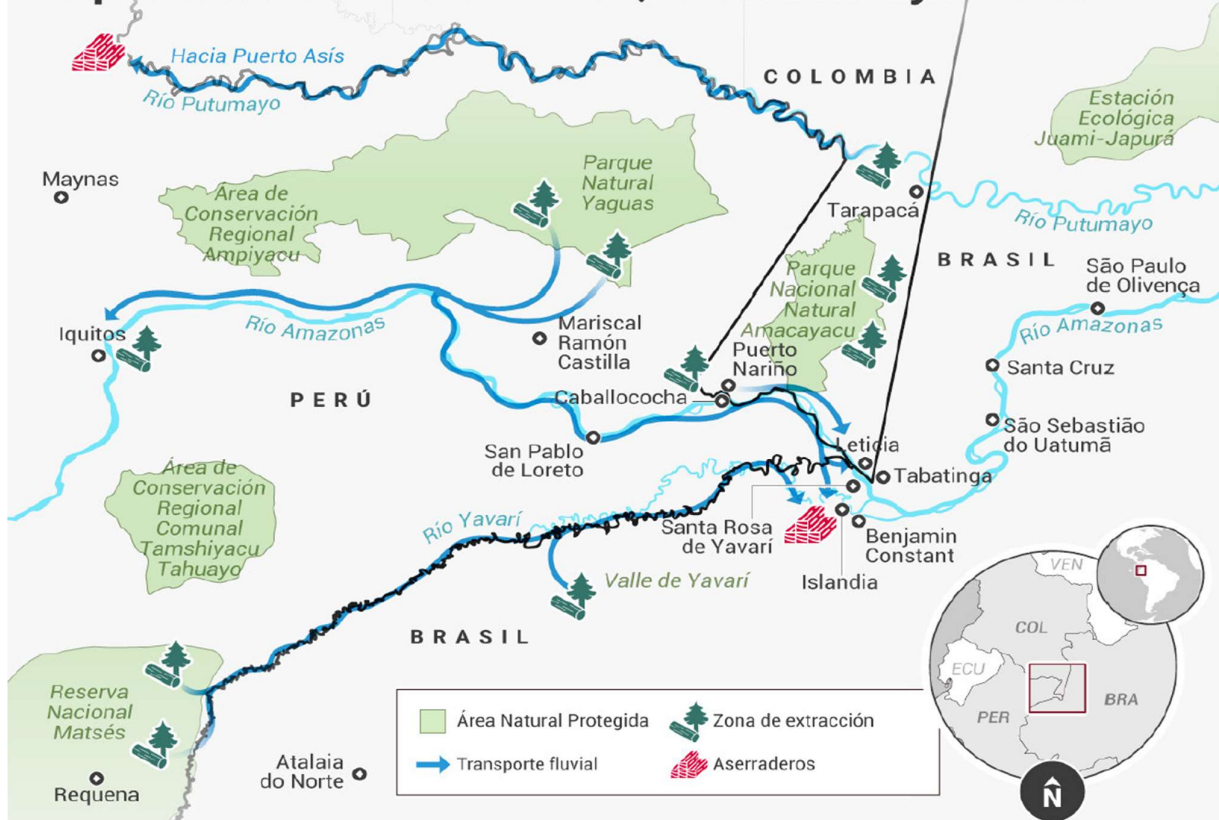 Hacia Puerto Asís
Río Putumayo
COLOMBIA
Estación
Ecológica
Juami-Japurá
Maynas
Área de
Conservación
Regional
Ampiyacu
Parque
Natural
Yaguas
Tarapacá
Río Putumayo
BRASIL
São Paulo
de Olivença
Parque
Nacional
Natural
Amacayacu
Río Amazonas
Iquitos
Río Amazonas
Mariscal
Ramón
Castilla
Puerto
Nariño
Santa Cruz
PERÚ
Caballococha
São Sebastião
do Uatumã
San Pablo
de Loreto
Leticia
Tabatinga
Área de
Conservación
Regional
Comunal
Tamshiyacu
Tahuayo
Río Yavarí
Santa Rosa
de Yavarí
Benjamin
Constant
Islandia
Valle de Yavarí
BRASIL
Reserva
Nacional
Matsés
Requena
Atalaia
do Norte
Área Natural Protegida
Zona de extracción
Transporte fluvial
Aserraderos
VEN
COL
ECU
PER
BRA
N